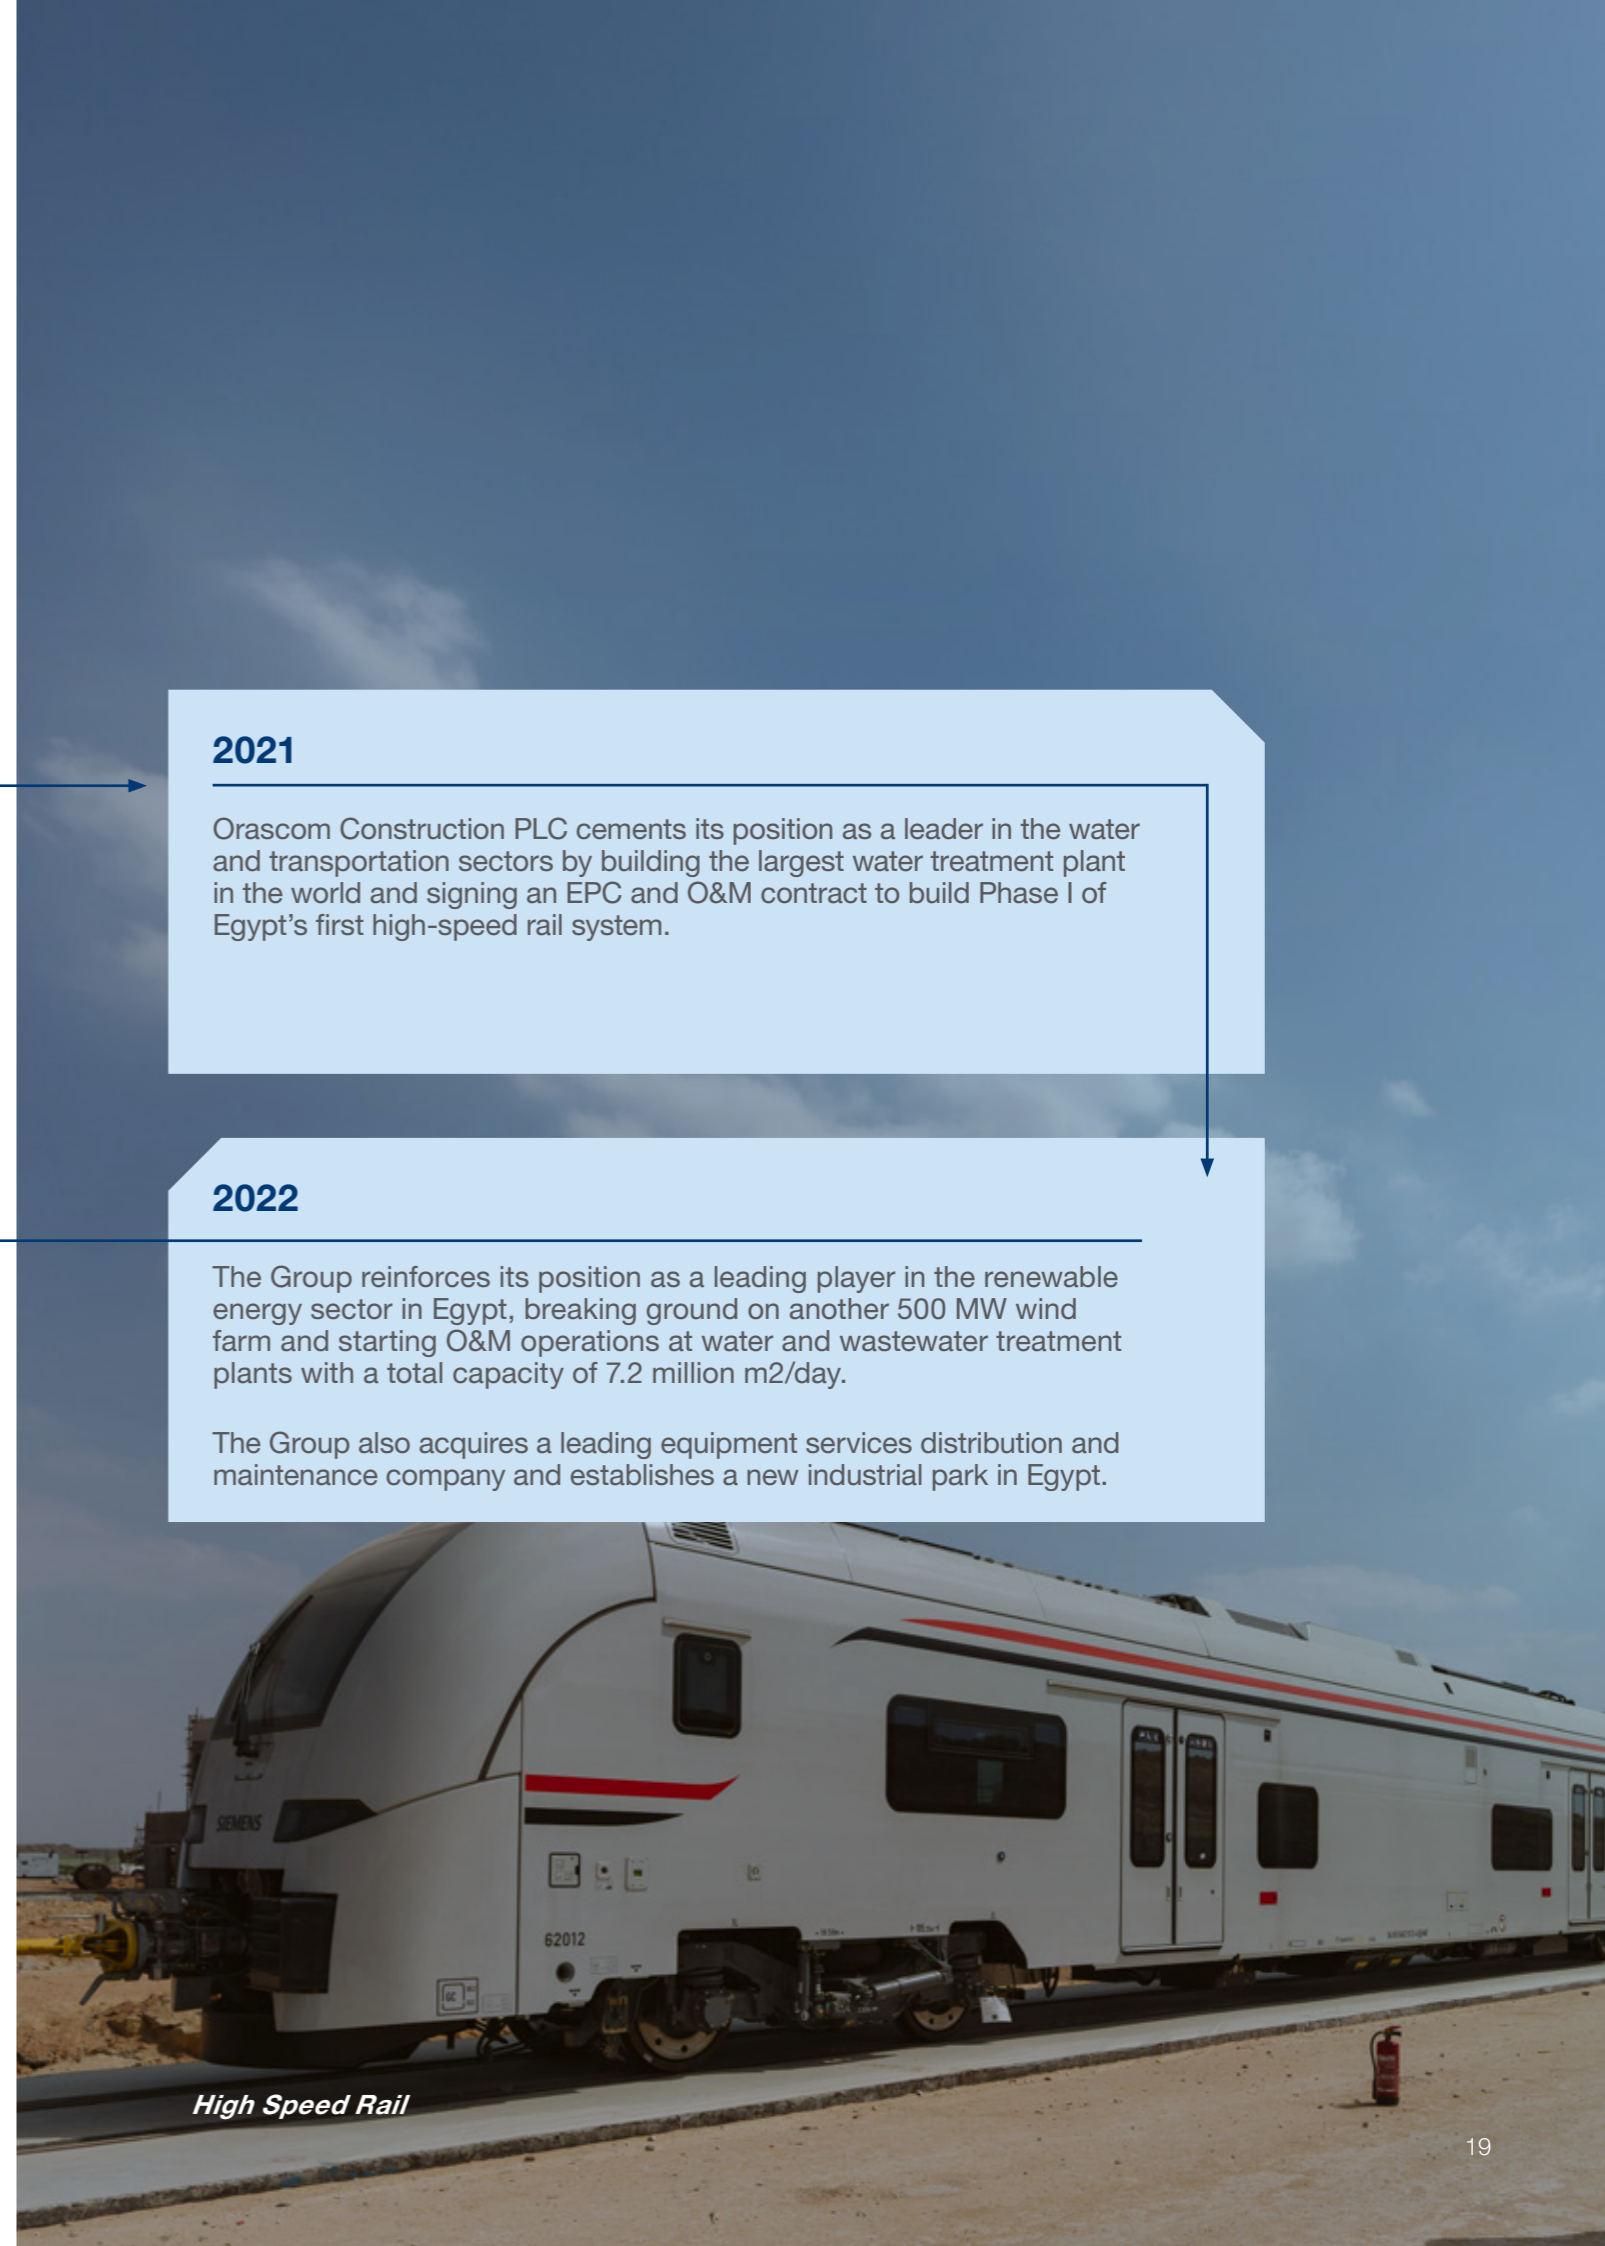 2021
Orascom Construction PLC cements its position as a leader in the water
and transportation sectors by building the largest water treatment plant
in the world and signing an EPC and O&M contract to build Phase I of
Egypt’s first high-speed rail system.
2022
The Group reinforces its position as a leading player in the renewable
energy sector in Egypt, breaking ground on another 500 MW wind
farm and starting O&M operations at water and wastewater treatment
plants with a total capacity of 7.2 million m2/day.
The Group also acquires a leading equipment services distribution and
maintenance company and establishes a new industrial park in Egypt.
SIEMENS
62012
GC
High Speed Rail
19